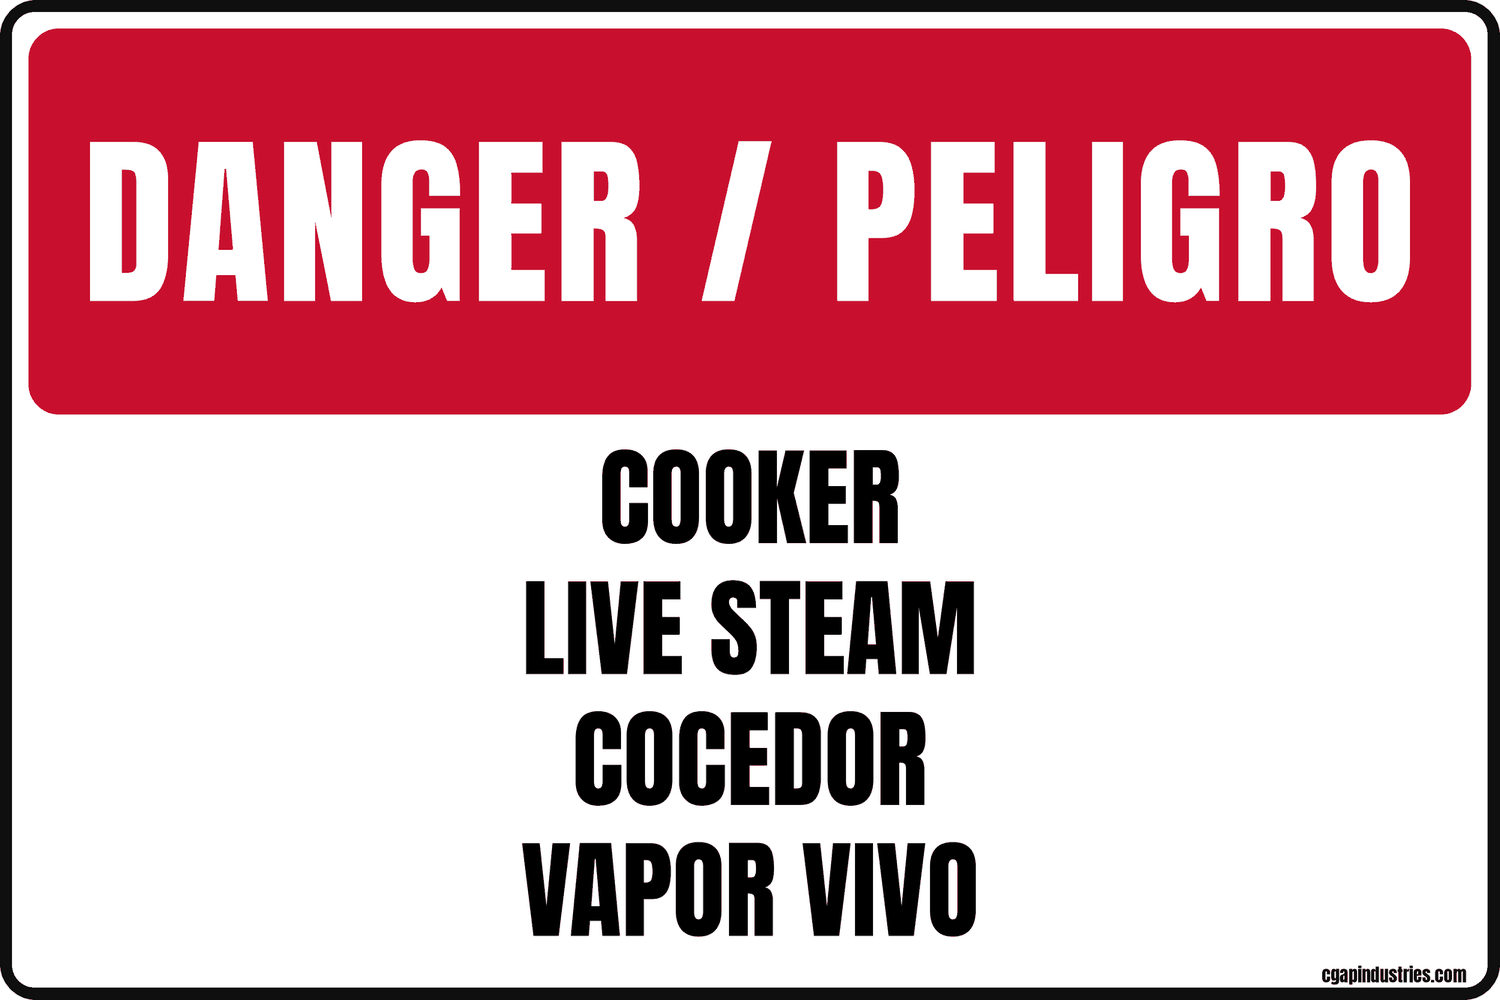 DANGER / PELIGRO
COOKER
LIVE STEAM
COCEDOR
VAPOR VIVO
cgapindustries.com